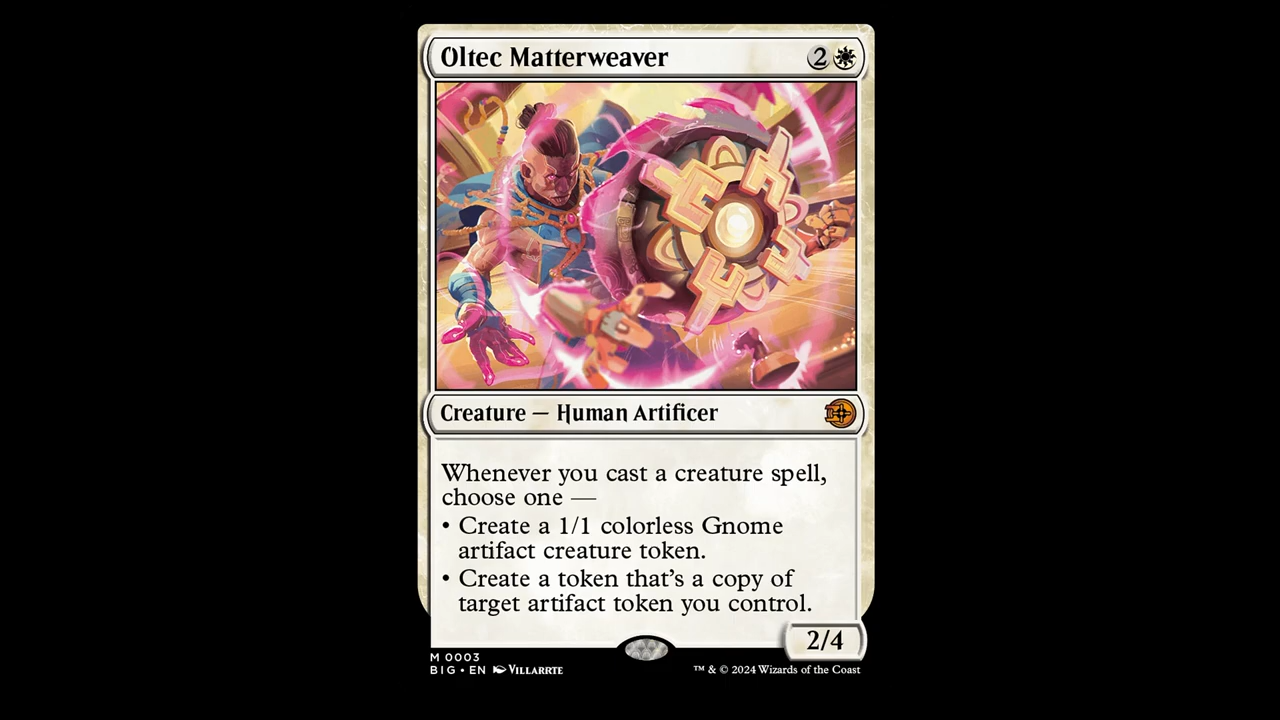 Oltec Matterweaver 2
Creature — Human Artificer
Whenever you cast a creature spell,
choose one —
• Create a 1/1 colorless Gnome
artifact creature token.
• Create a token that's a copy of
target artifact token you control.
2/4
M 0003
BIG • EN VILLARRTE
™ & © 2024 Wizards of the Coast